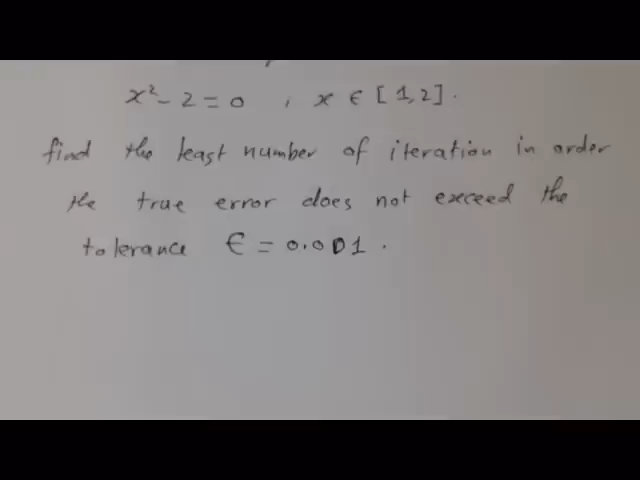 x² - 2 = 0 , x ∈ [1,2].
find the least number of iteration in order
the true error does not exceed the
tolerance ϵ = 0.001.